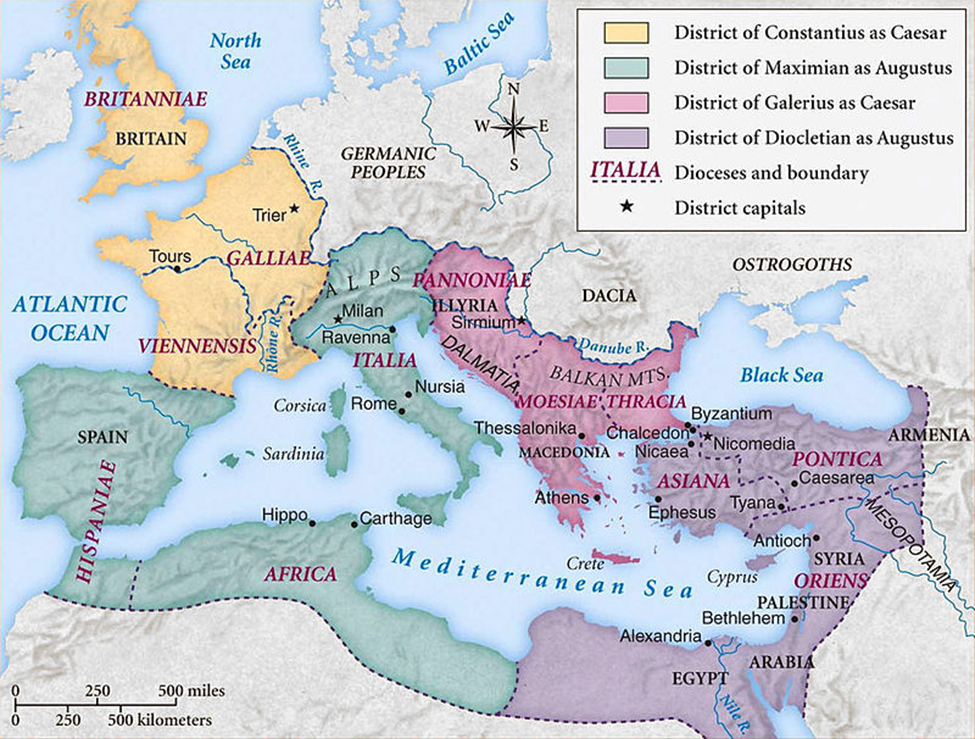 North
Sea
Baltic Sea
District of Constantius as Caesar
District of Maximian as Augustus
District of Galerius as Caesar
District of Diocletian as Augustus
ITALIA Dioceses and boundary
District capitals
N
W E
S
BRITANNIAE
BRITAIN
Rhine R.
GERMANIC
PEOPLES
Trier
Tours
GALLIAE
ALPS
PANNONIAE
ILLYRIA
Sirmium
DACIA
OSTROGOTHS
ATLANTIC
OCEAN
VIENNENSIS
Rhône R.
Milan
Ravenna
ITALIA
DALMATIA
Danube R.
BALKAN MTS.
Black Sea
Corsica
Rome
Nursia
MOESIAE
THRACIA
Byzantium
SPAIN
Sardinia
Thessalonika
MACEDONIA
Chalcedon
Nicomedia
Nicaea
ARMENIA
PONTICA
Caesarea
HISPANIAE
Athens
ASIANA
Ephesus
Tyana
Hippo
Carthage
MESOPOTAMIA
Antioch
SYRIA
AFRICA
Mediterranean Sea
Crete
Cyprus
ORIENS
PALESTINE
Bethlehem
Alexandria
EGYPT
ARABIA
Nile R.
0 250 500 miles
0 250 500 kilometers